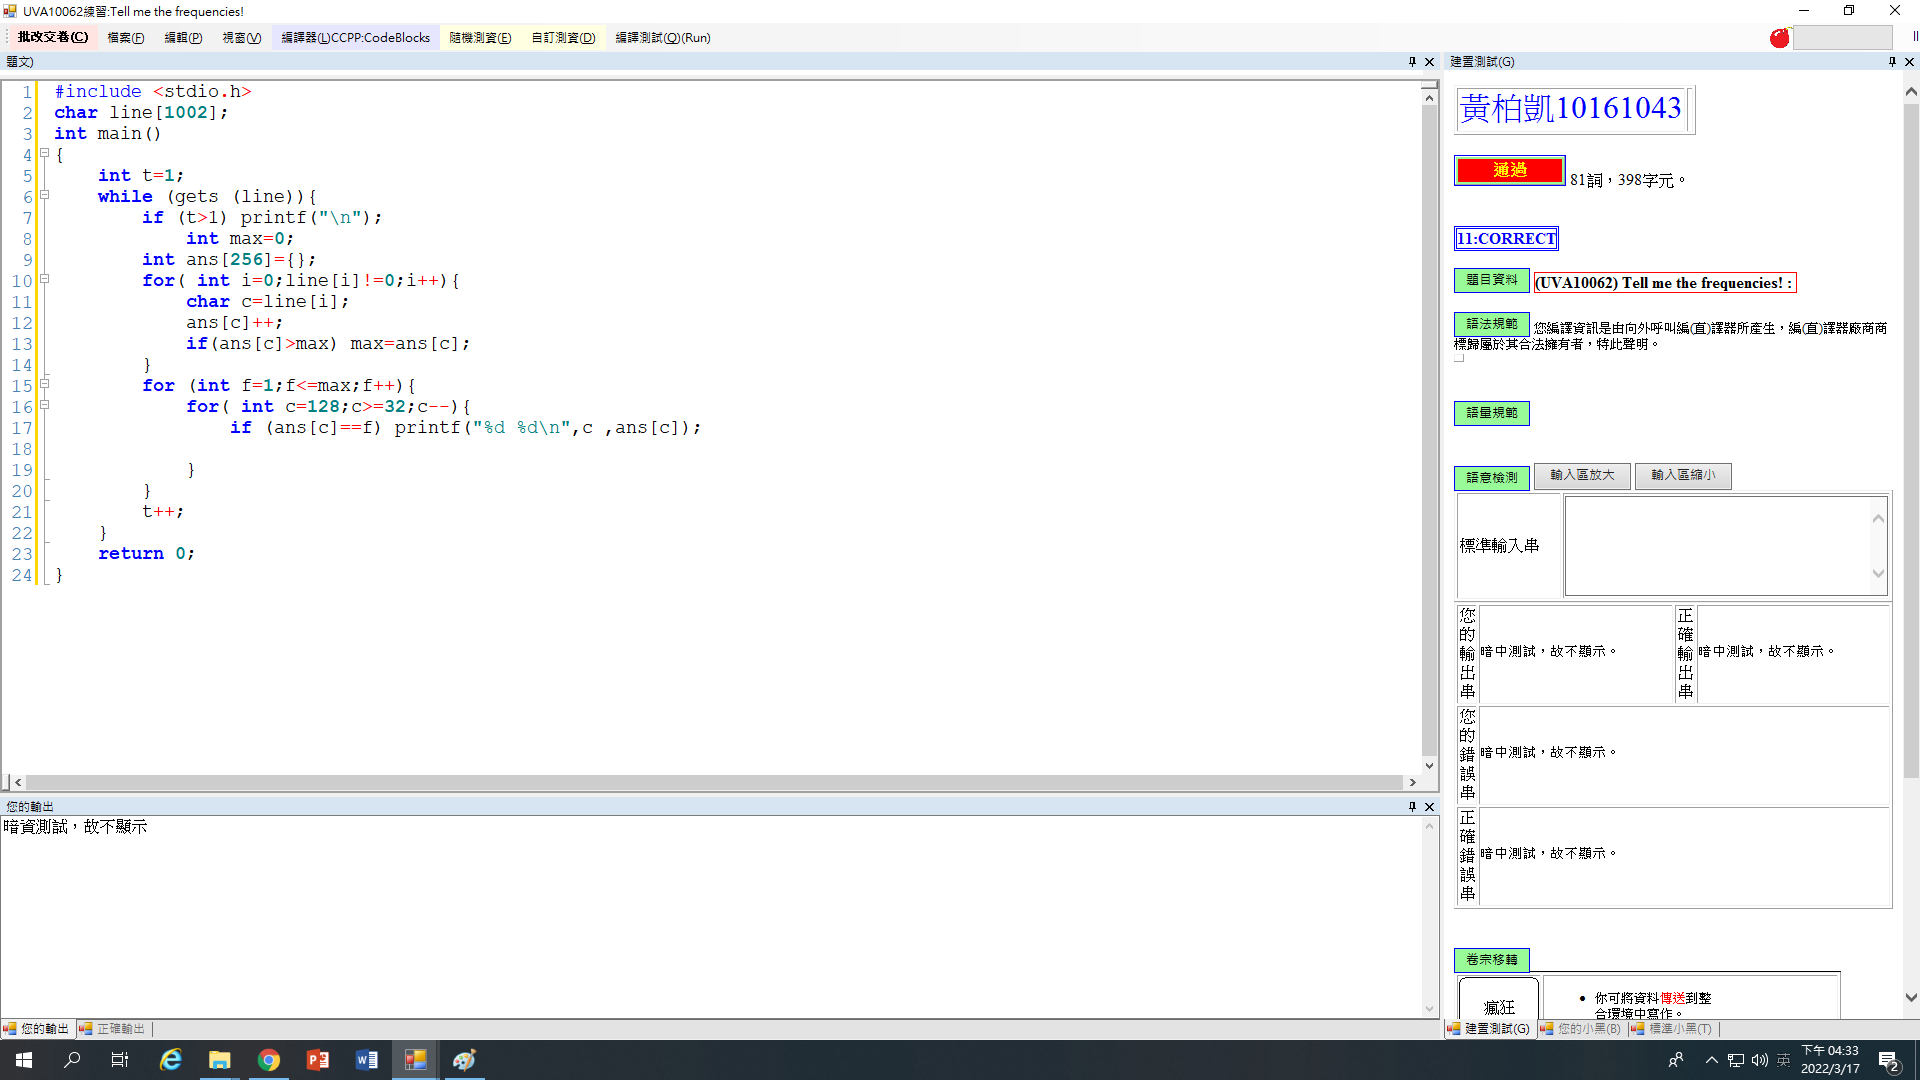 UVA10062練習:Tell me the frequencies!
批改交卷(C) 檔案(F) 編輯(P) 視窗(V) 編譯器(L)CCPP:CodeBlocks 隨機測資(E) 自訂測資(D) 編譯測試(Q)(Run)
題文)
1 #include <stdio.h>
2 char line[1002];
3 int main()
4 {
5 int t=1;
6 while (gets (line)){
7 if (t>1) printf("\n");
8 int max=0;
9 int ans[256]={};
10 for( int i=0;line[i]!=0;i++){
11 char c=line[i];
12 ans[c]++;
13 if(ans[c]>max) max=ans[c];
14 }
15 for (int f=1;f<=max;f++){
16 for( int c=128;c>=32;c--){
17 if (ans[c]==f) printf("%d %d\n",c ,ans[c]);
18
19 }
20 }
21 t++;
22 }
23 return 0;
24 }
您的輸出
暗資測試，故不顯示
您的輸出 正確輸出
建置測試(G)
黃柏凱10161043
通過 81詞，398字元。
11:CORRECT
題目資料 (UVA10062) Tell me the frequencies! :
語法規範 您編譯資訊是由向外呼叫編(直)譯器所產生，編(直)譯器廠商商
標歸屬於其合法擁有者，特此聲明。
語量規範
語意檢測 輸入區放大 輸入區縮小
標準輸入串
您的輸出串 暗中測試，故不顯示。 正確輸出串 暗中測試，故不顯示。
您的錯誤串 暗中測試，故不顯示。
正確錯誤串 暗中測試，故不顯示。
卷宗移轉
瘋狂
• 你可將資料傳送到整
合環境中寫作。
建置測試(G) 您的小黑(B) 標準小黑(T)
英
下午 04:33
2022/3/17
2